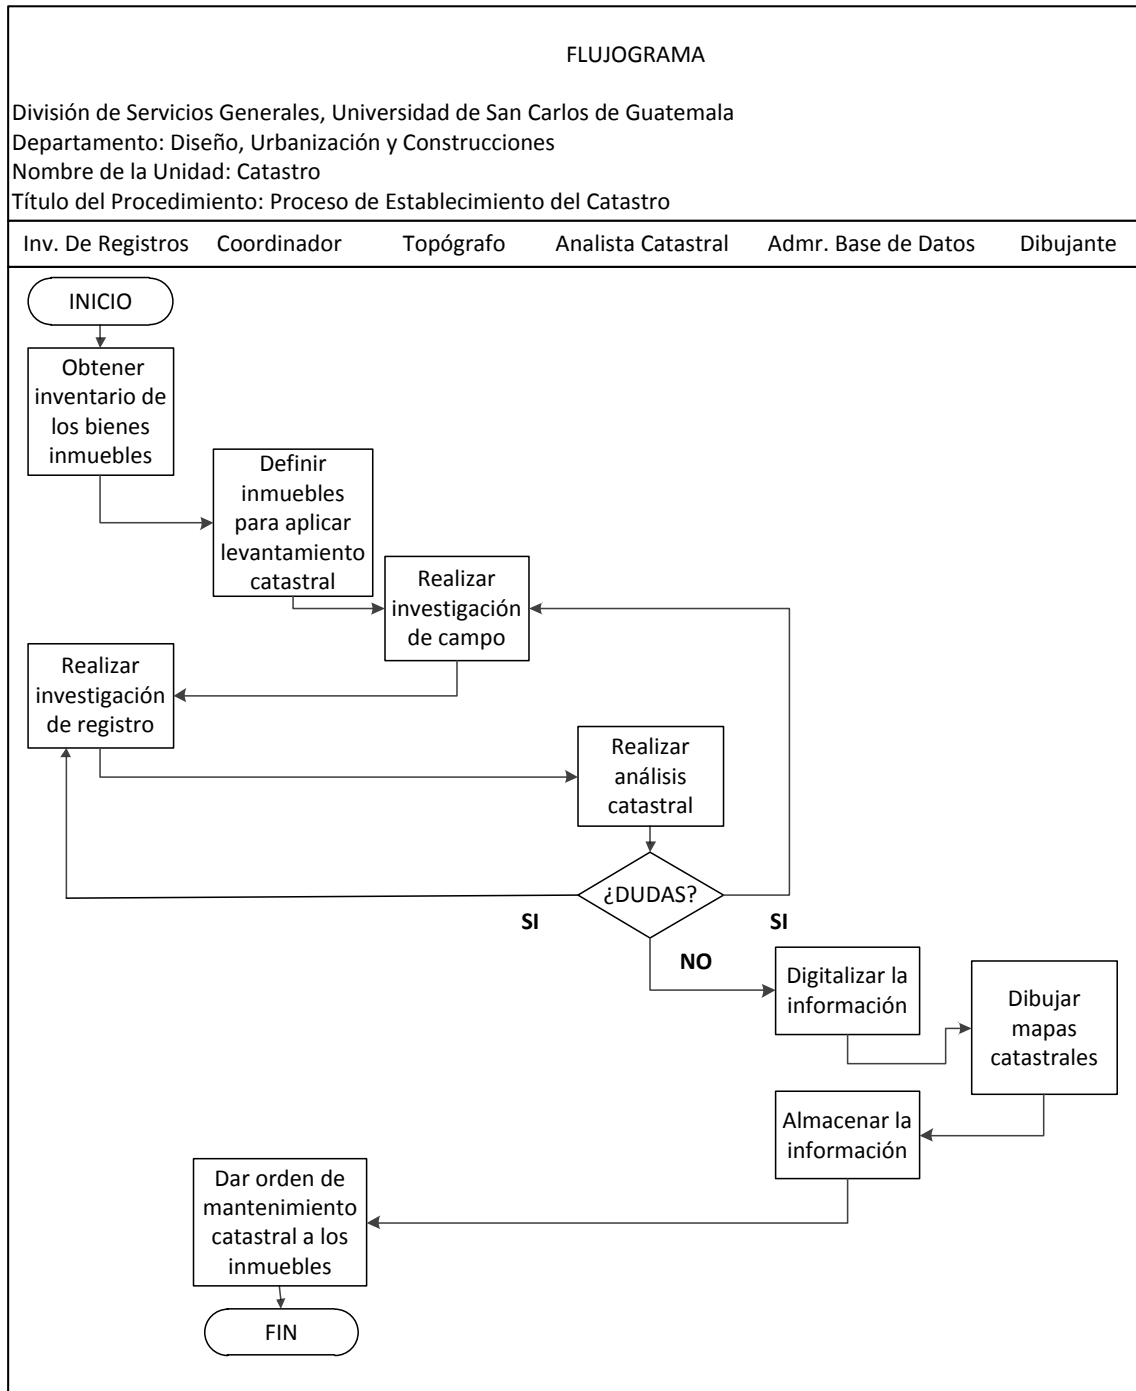 FLUJOGRAMA
División de Servicios Generales, Universidad de San Carlos de Guatemala
Departamento: Diseño, Urbanización y Construcciones
Nombre de la Unidad: Catastro
Título del Procedimiento: Proceso de Establecimiento del Catastro
Inv. De Registros Coordinador Topógrafo Analista Catastral Admr. Base de Datos Dibujante
INICIO
Obtener
inventario de
los bienes
inmuebles
Definir
inmuebles
para aplicar
levantamiento
catastral
Realizar
investigación
de campo
Realizar
investigación
de registro
Realizar
análisis
catastral
¿DUDAS?
SI
SI
NO
Digitalizar la
información
Dibujar
mapas
catastrales
Almacenar la
información
Dar orden de
mantenimiento
catastral a los
inmuebles
FIN